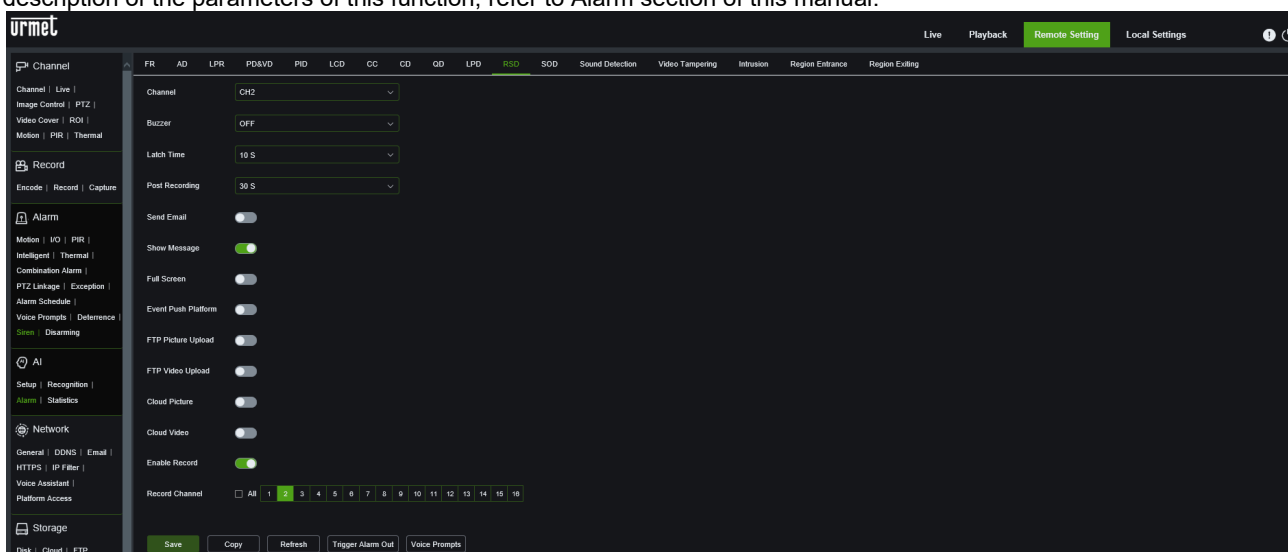 description of the parameters of this function, refer to Alarm section of this manual.
urmet
Live Playback Remote Setting Local Settings
Channel
Channel | Live |
Image Control | PTZ |
Video Cover | ROI |
Motion | PIR | Thermal
Record
Encode | Record | Capture
Alarm
Motion | I/O | PIR |
Intelligent | Thermal |
Combination Alarm |
PTZ Linkage | Exception |
Alarm Schedule |
Voice Prompts | Deterrence |
Siren | Disarming
AI
Setup | Recognition |
Alarm | Statistics
Network
General | DDNS | Email |
HTTPS | IP Filter |
Voice Assistant |
Platform Access
Storage
Disk | Cloud | FTP
FR AD LPR PD&VD PID LCD CC CD QD LPD RSD SOD Sound Detection Video Tampering Intrusion Region Entrance Region Exiting
Channel CH2
Buzzer OFF
Latch Time 10 S
Post Recording 30 S
Send Email
Show Message
Full Screen
Event Push Platform
FTP Picture Upload
FTP Video Upload
Cloud Picture
Cloud Video
Enable Record
Record Channel All 1 2 3 4 5 6 7 8 9 10 11 12 13 14 15 16
Save Copy Refresh Trigger Alarm Out Voice Prompts